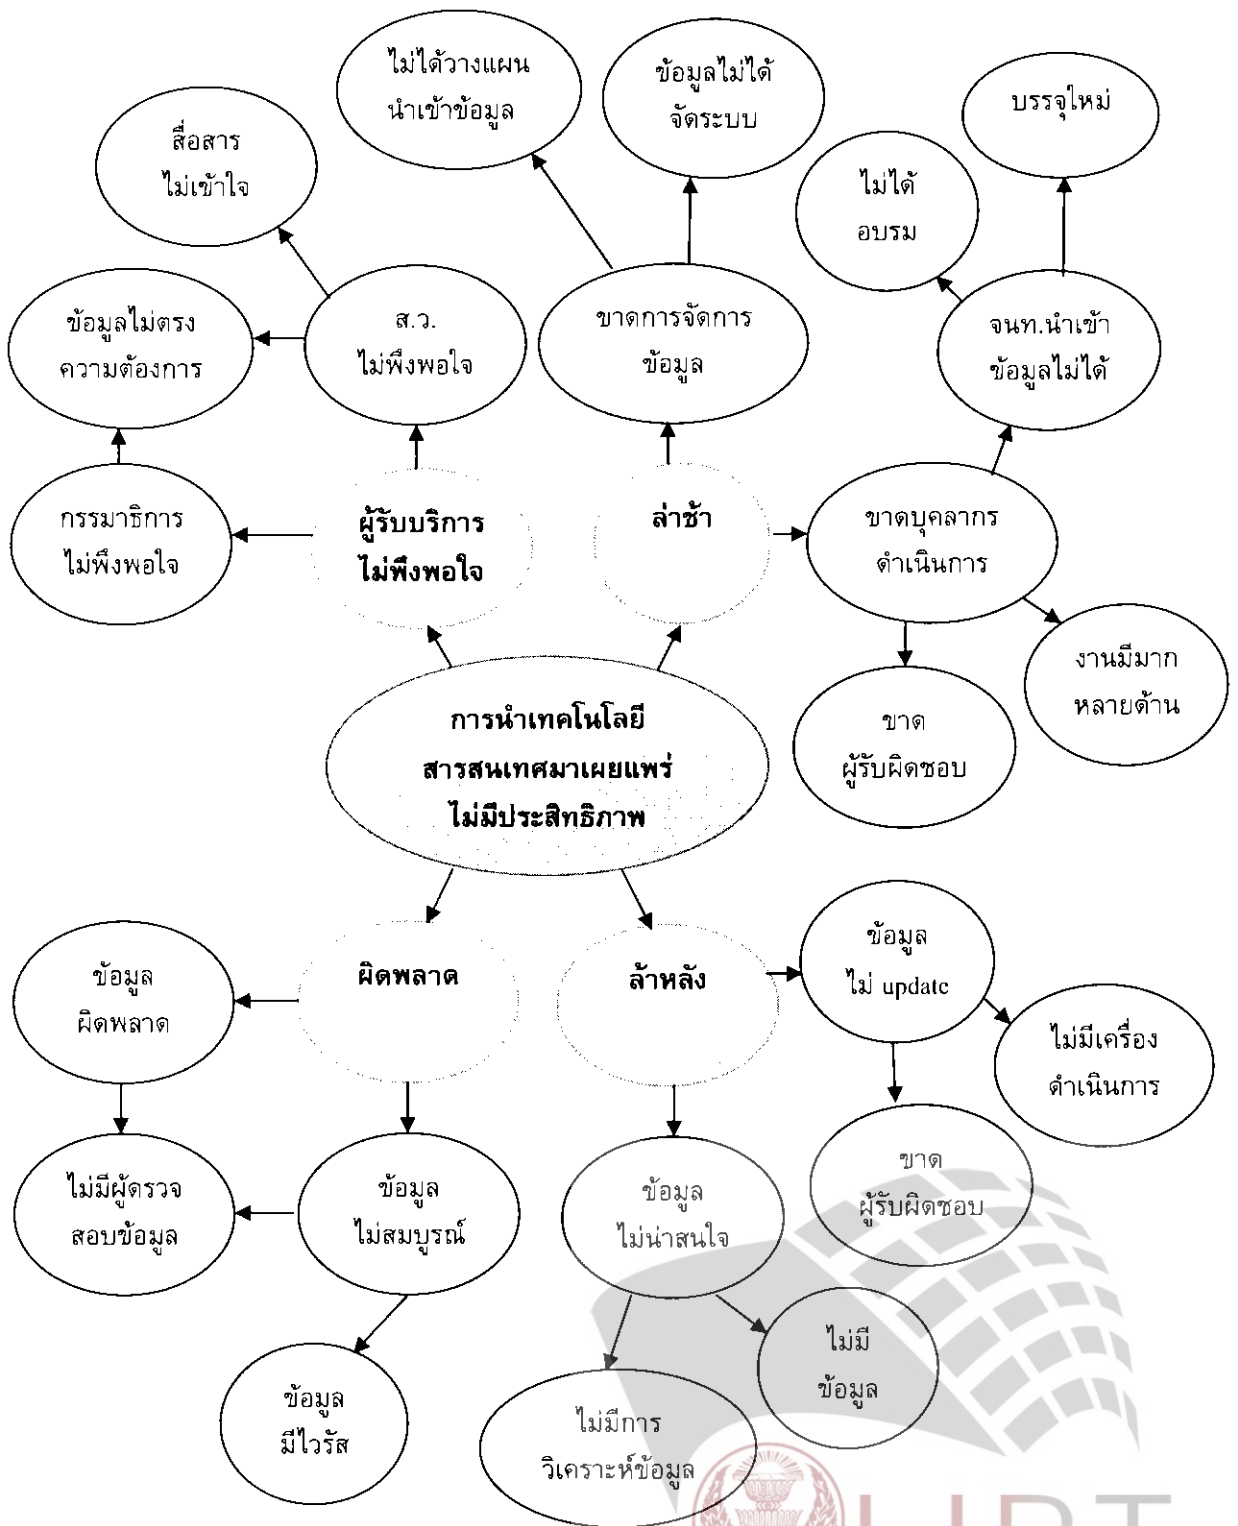 ไม่ได้วางแผน
นำเข้าข้อมูล
ข้อมูลไม่ได้
จัดระบบ
บรรจุใหม่
สื่อสาร
ไม่เข้าใจ
ไม่ได้
อบรม
ข้อมูลไม่ตรง
ความต้องการ
ส.ว.
ไม่พึงพอใจ
ขาดการจัดการ
ข้อมูล
จนท.นำเข้า
ข้อมูลไม่ได้
กรรมาธิการ
ไม่พึงพอใจ
ผู้รับบริการ
ไม่พึงพอใจ
ล่าช้า
ขาดบุคลากร
ดำเนินการ
งานมีมาก
หลายด้าน
ขาด
ผู้รับผิดชอบ
การนำเทคโนโลยี
สารสนเทศมาเผยแพร่
ไม่มีประสิทธิภาพ
ข้อมูล
ผิดพลาด
ผิดพลาด
ล้าหลัง
ข้อมูล
ไม่ update
ไม่มีเครื่อง
ดำเนินการ
ไม่มีผู้ตรวจ
สอบข้อมูล
ข้อมูล
ไม่สมบูรณ์
ข้อมูล
ไม่น่าสนใจ
ขาด
ผู้รับผิดชอบ
ข้อมูล
มีไวรัส
ไม่มีการ
วิเคราะห์ข้อมูล
ไม่มี
ข้อมูล